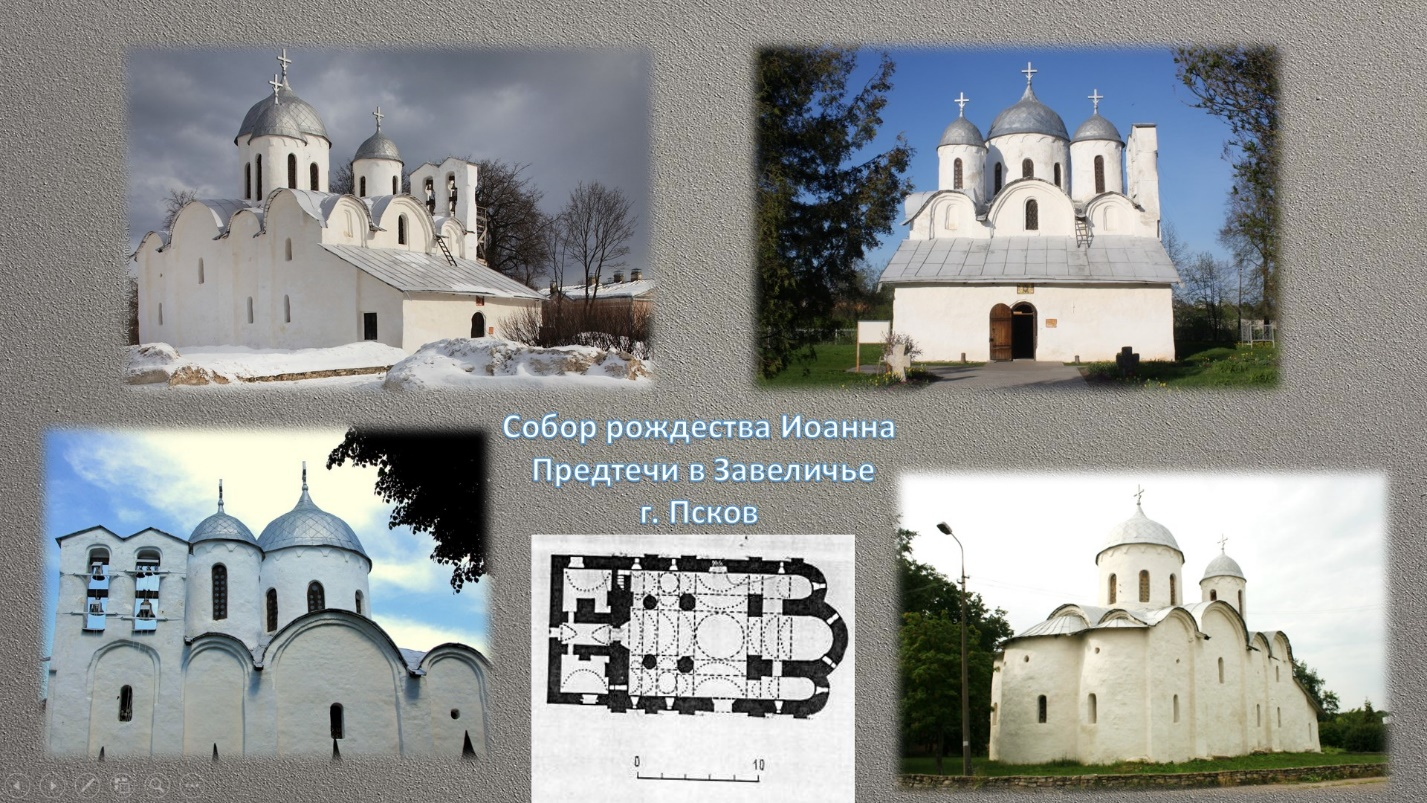 Собор рождества Иоанна
Предтечи в Завеличье
г. Псков
0 10